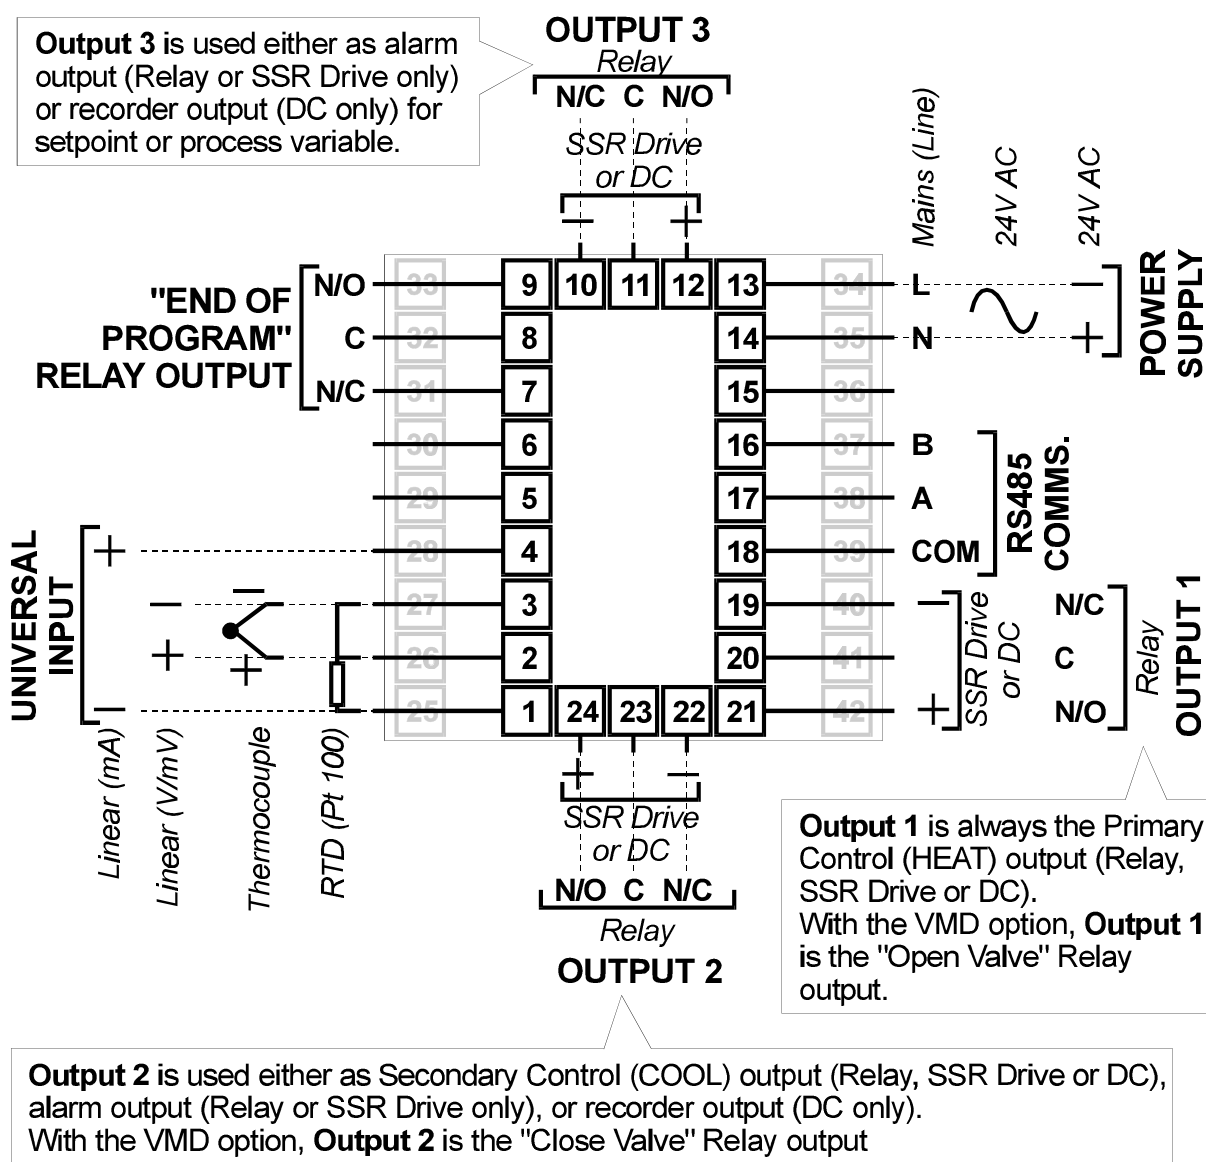 OUTPUT 3
Relay
N/C C N/O
SSR Drive
or DC
Output 3 is used either as alarm
output (Relay or SSR Drive only)
or recorder output (DC only) for
setpoint or process variable.
Mains (Line)
24V AC
24V AC
"END OF
PROGRAM"
RELAY OUTPUT
N/O
C
N/C
33
32
31
30
29
28
27
26
25
9
8
7
6
5
4
3
2
1
10 11 12
13
14
15
16
17
18
19
20
21
24 23 22
34
35
36
37
38
39
40
41
42
L
N
POWER
SUPPLY
B
A
COM
RS485
COMMS.
UNIVERSAL
INPUT
+
−
−
+
−
+
Linear (mA)
Linear (V/mV)
Thermocouple
RTD (Pt 100)
− +
−
+
−
+
SSR Drive
or DC
N/C
C
N/O
Relay
OUTPUT 1
+ −
SSR Drive
or DC
N/O C N/C
Relay
OUTPUT 2
Output 1 is always the Primary
Control (HEAT) output (Relay,
SSR Drive or DC).
With the VMD option, Output 1
is the "Open Valve" Relay
output.
Output 2 is used either as Secondary Control (COOL) output (Relay, SSR Drive or DC),
alarm output (Relay or SSR Drive only), or recorder output (DC only).
With the VMD option, Output 2 is the "Close Valve" Relay output